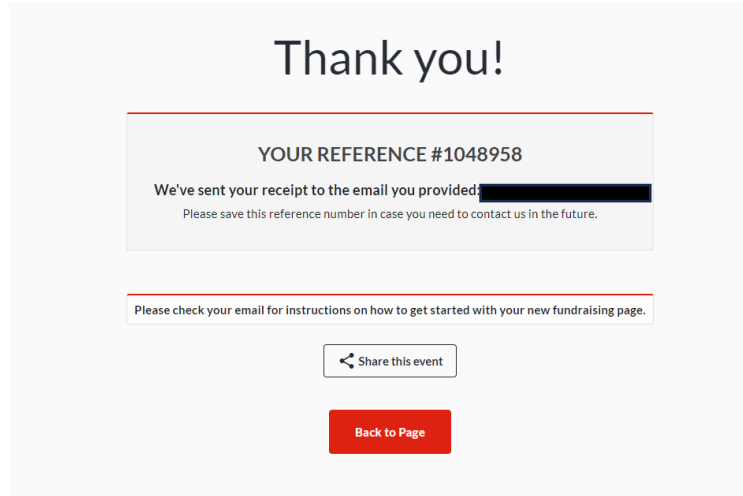 Thank you!
YOUR REFERENCE #1048958
We've sent your receipt to the email you provided:
Please save this reference number in case you need to contact us in the future.
Please check your email for instructions on how to get started with your new fundraising page.
Share this event
Back to Page